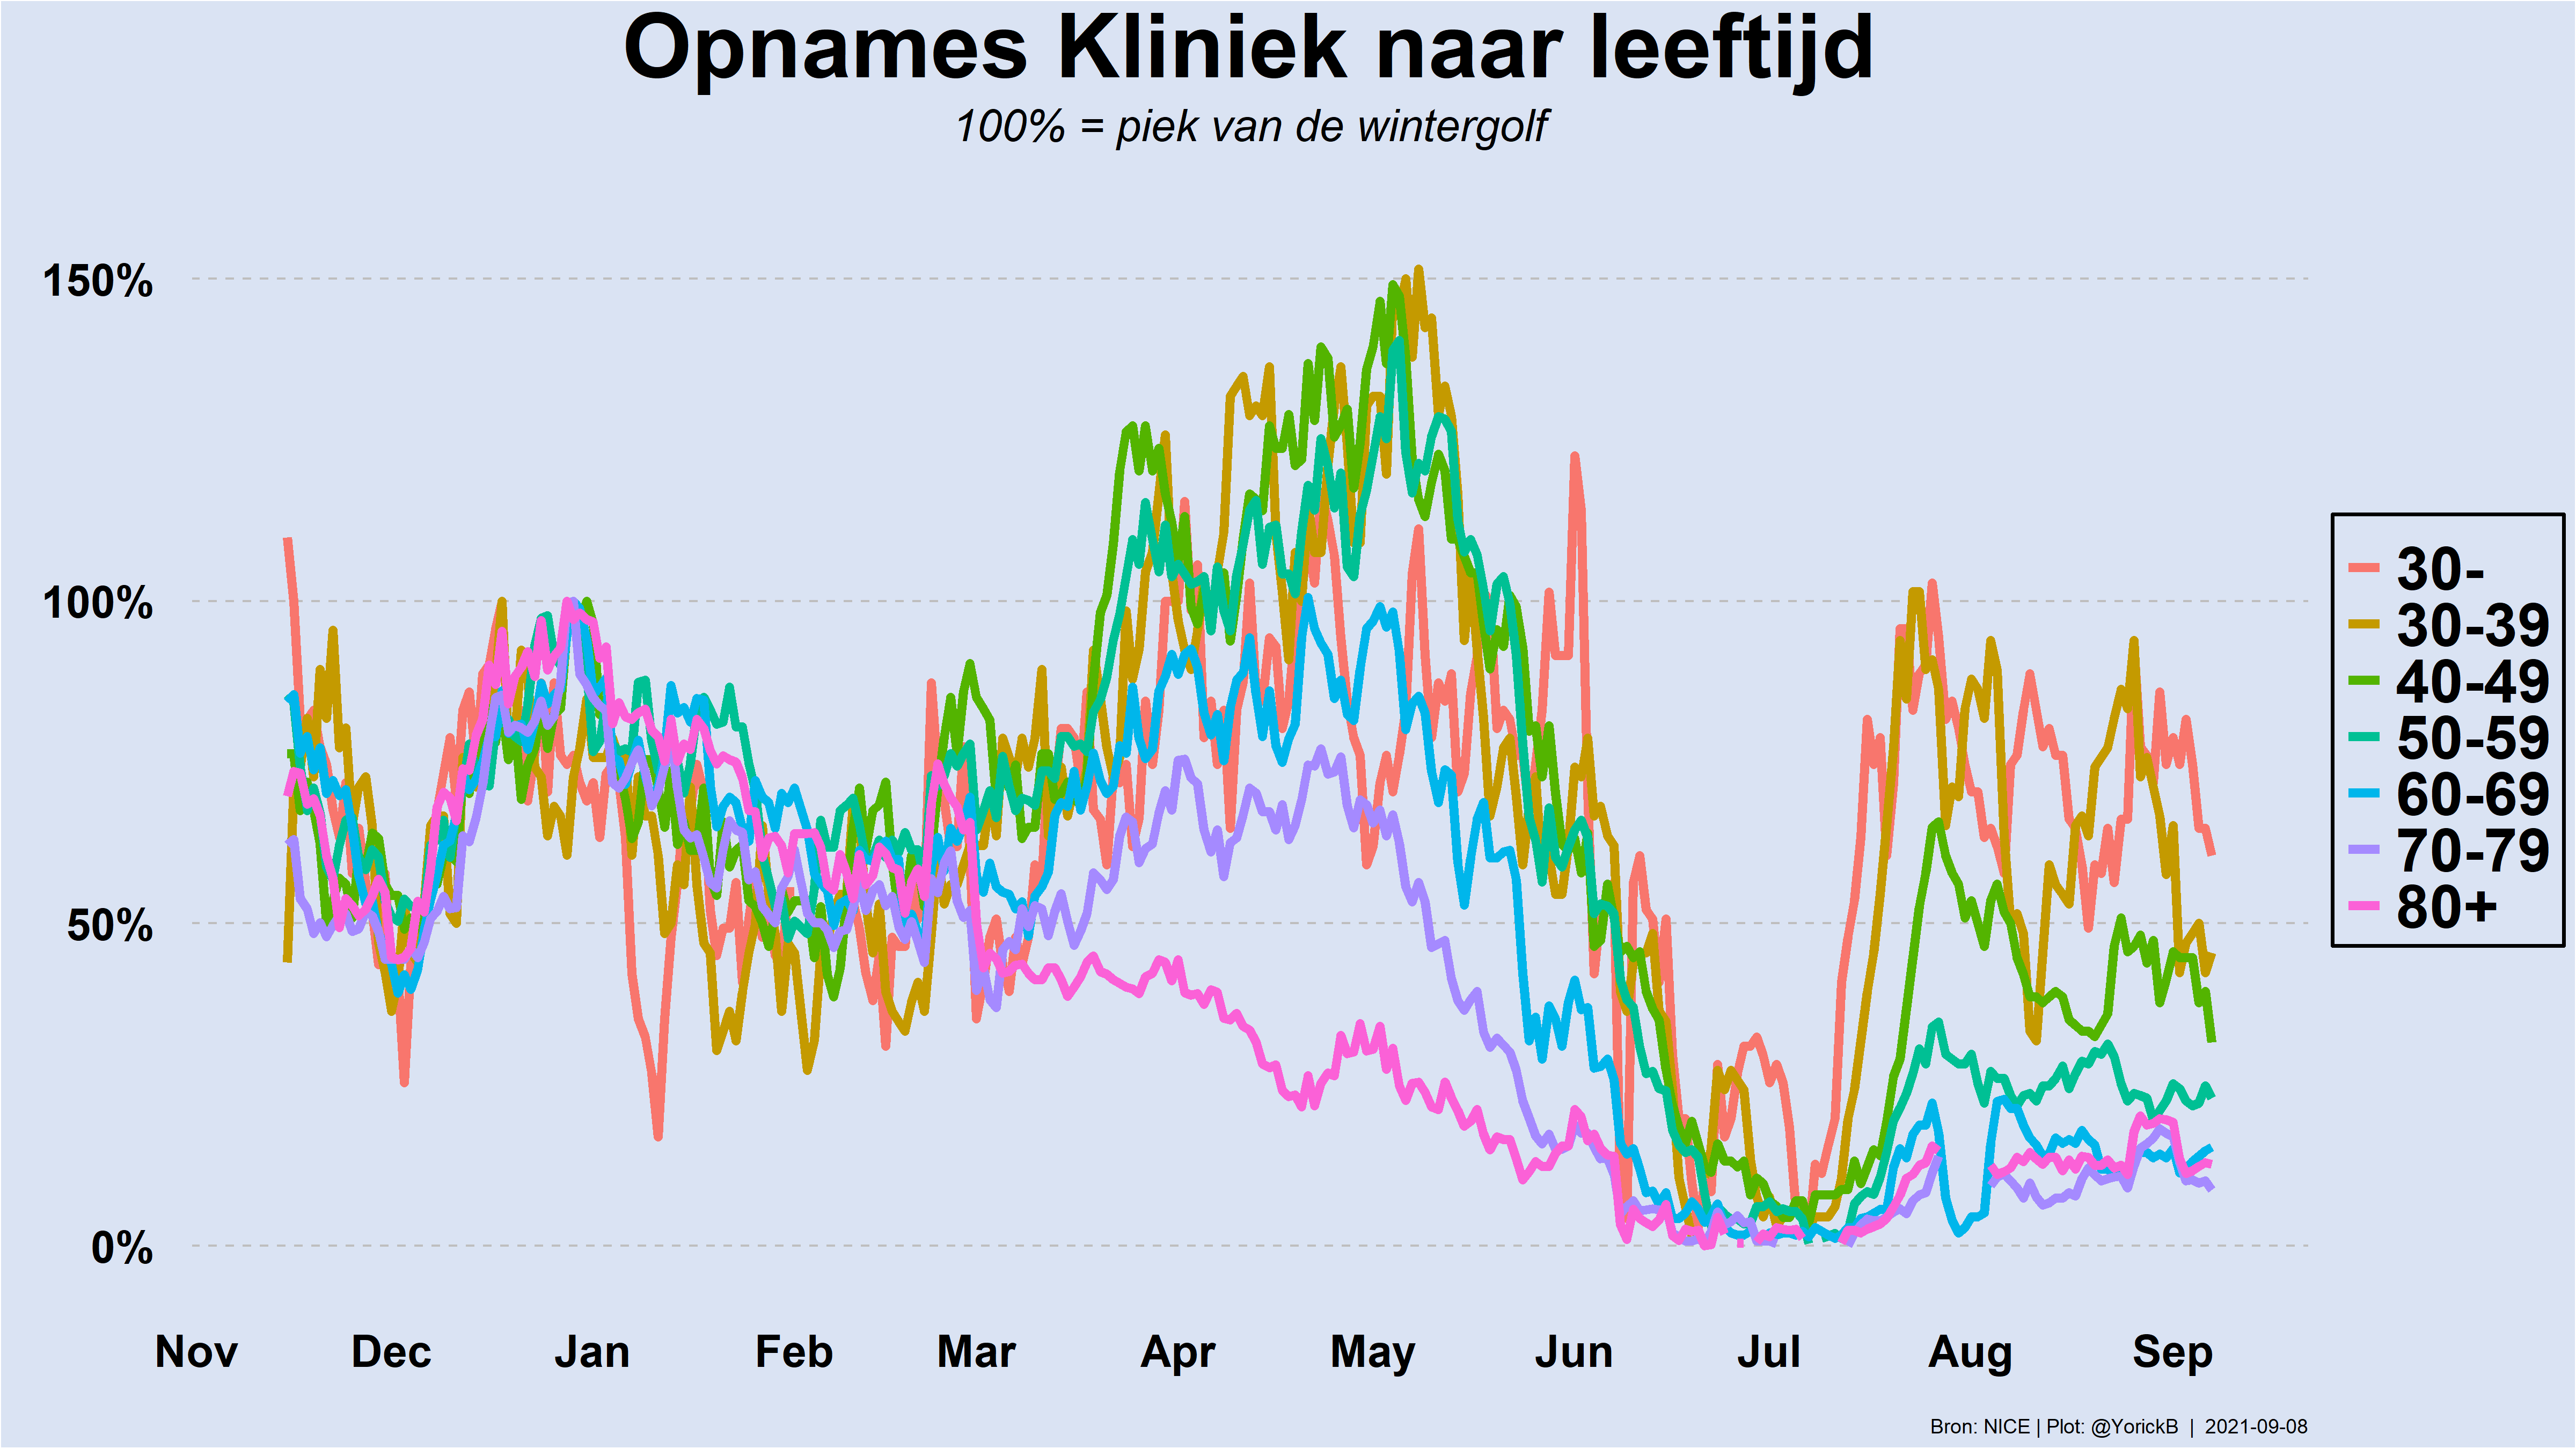 Opnames Kliniek naar leeftijd
100% = piek van de wintergolf
150%
100%
50%
0%
30-
30-39
40-49
50-59
60-69
70-79
80+
Nov Dec Jan Feb Mar Apr May Jun Jul Aug Sep
Bron: NICE | Plot: @YorickB | 2021-09-08